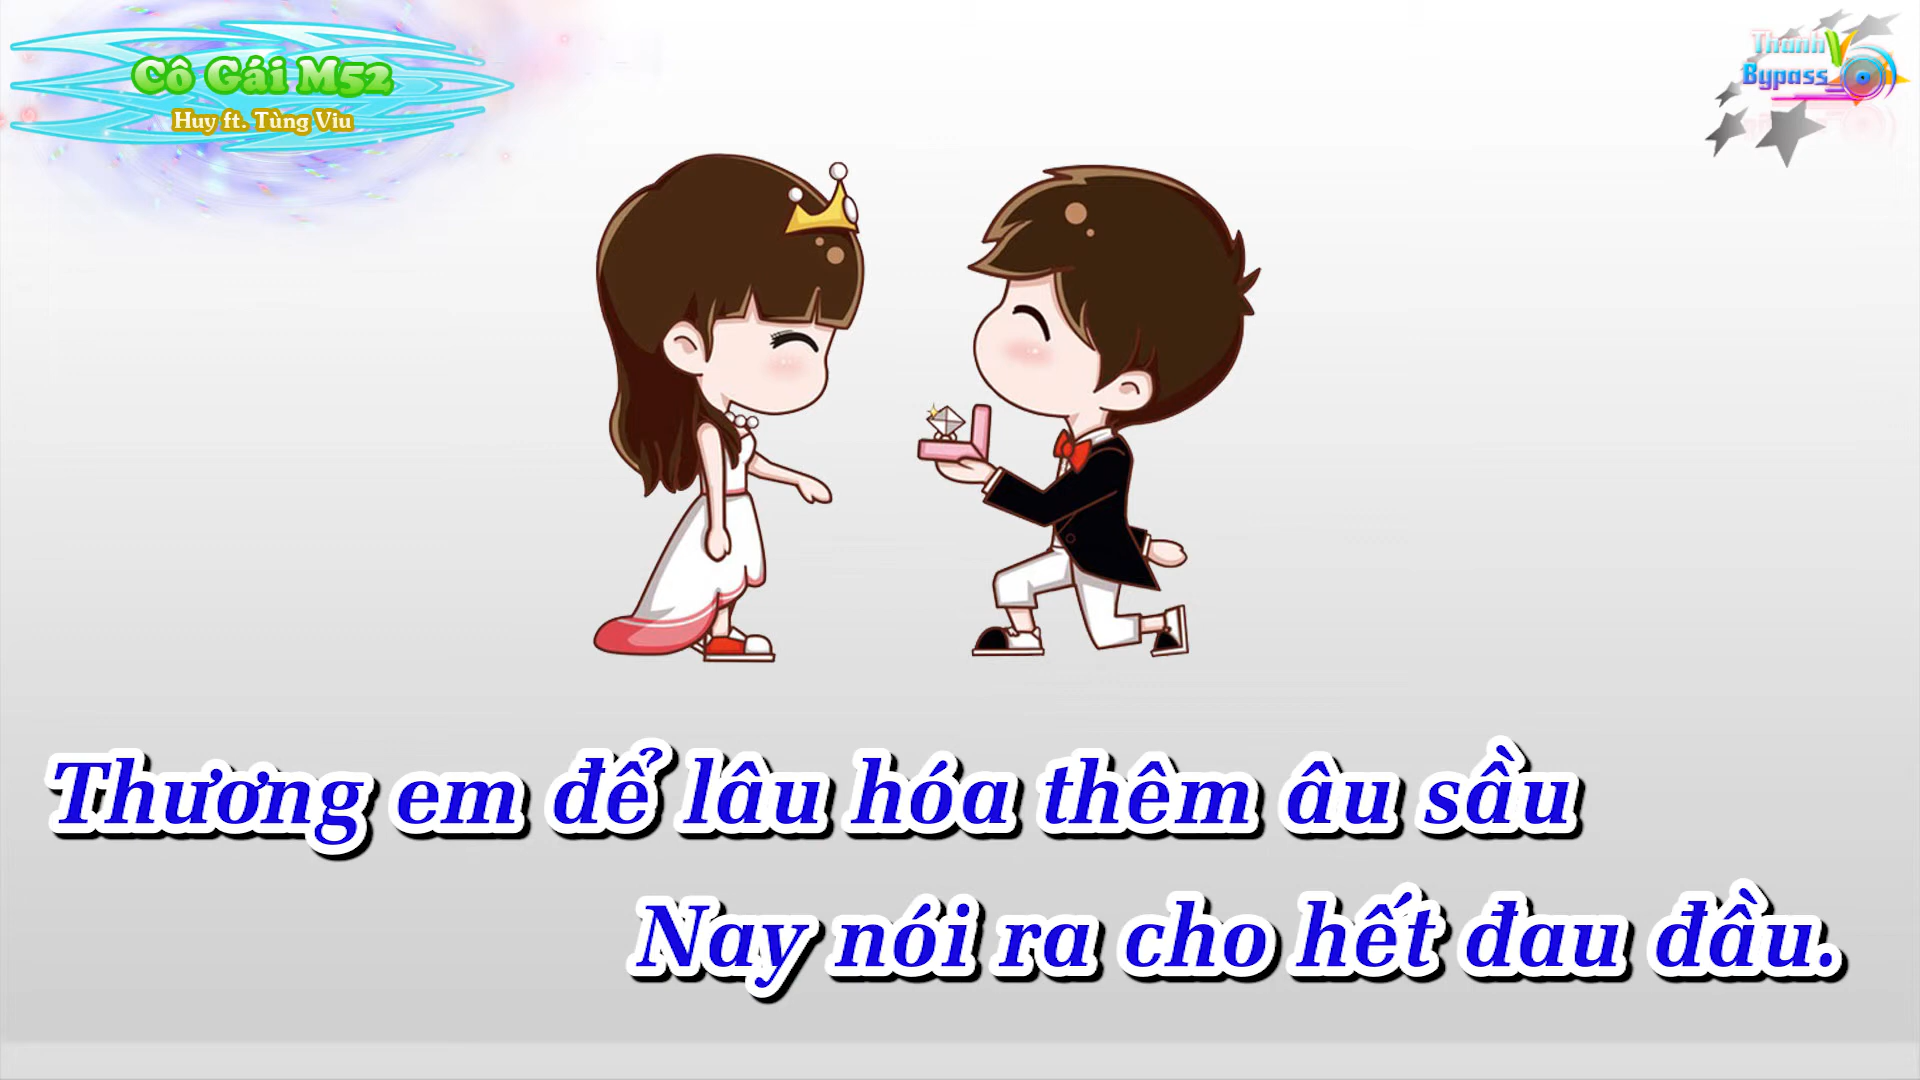 Cô Gái M52
Huy ft. Tùng Viu
Thanh V
Bypass
Thương em để lâu hóa thêm âu sầu
Nay nói ra cho hết đau đầu.